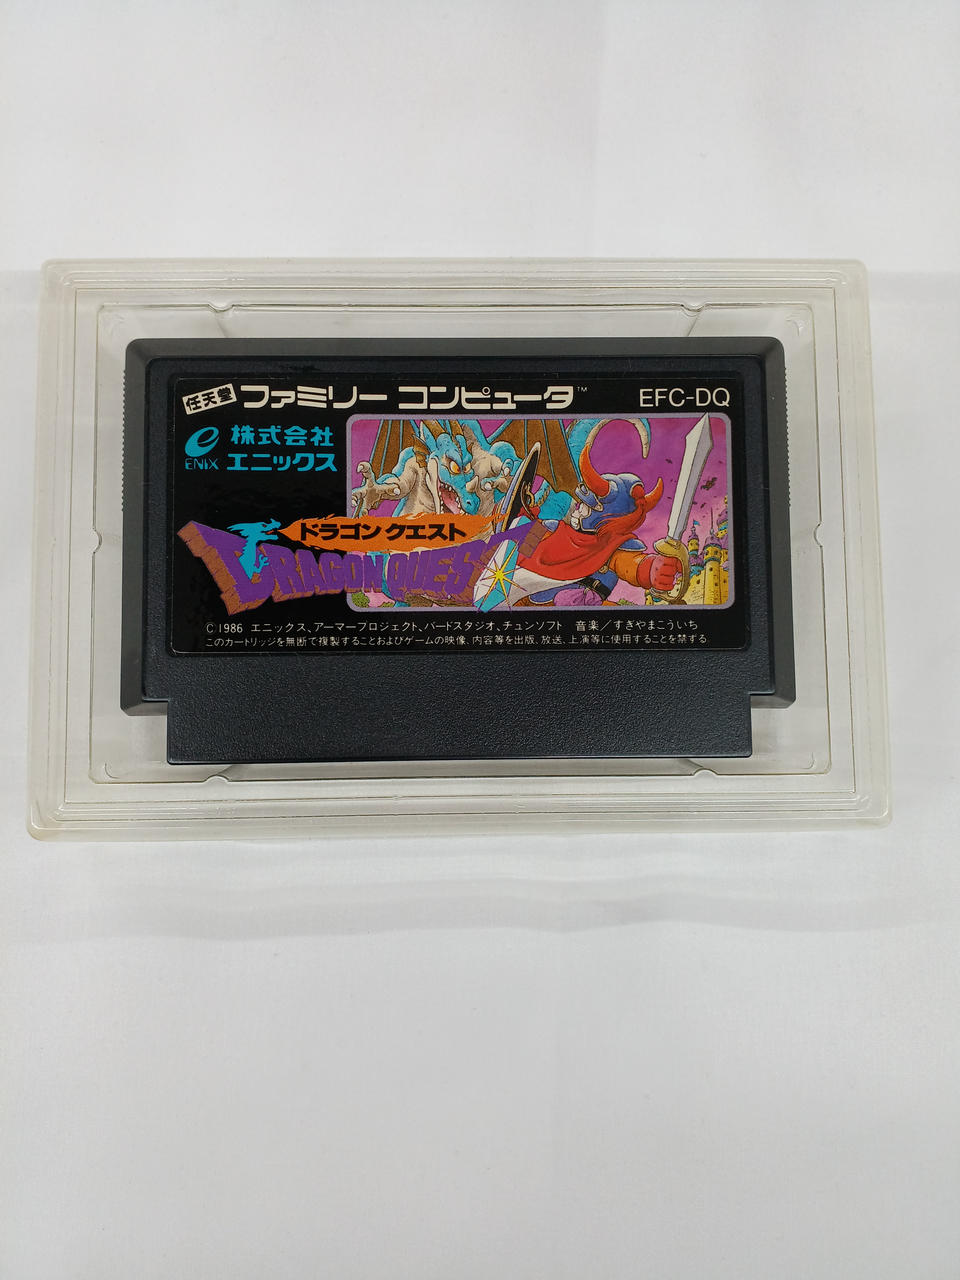 任天堂 ファミリー コンピュータ™ EFC-DQ
ENIX
株式会社
エニックス
ドラゴンクエスト
DRAGON QUEST
©1986 エニックス、アーマープロジェクト、バードスタジオ、チュンソフト 音楽/すぎやまこういち
このカートリッジを無断で複製することおよびゲームの映像、内容等を出版、放送、上演等に使用することを禁ずる。